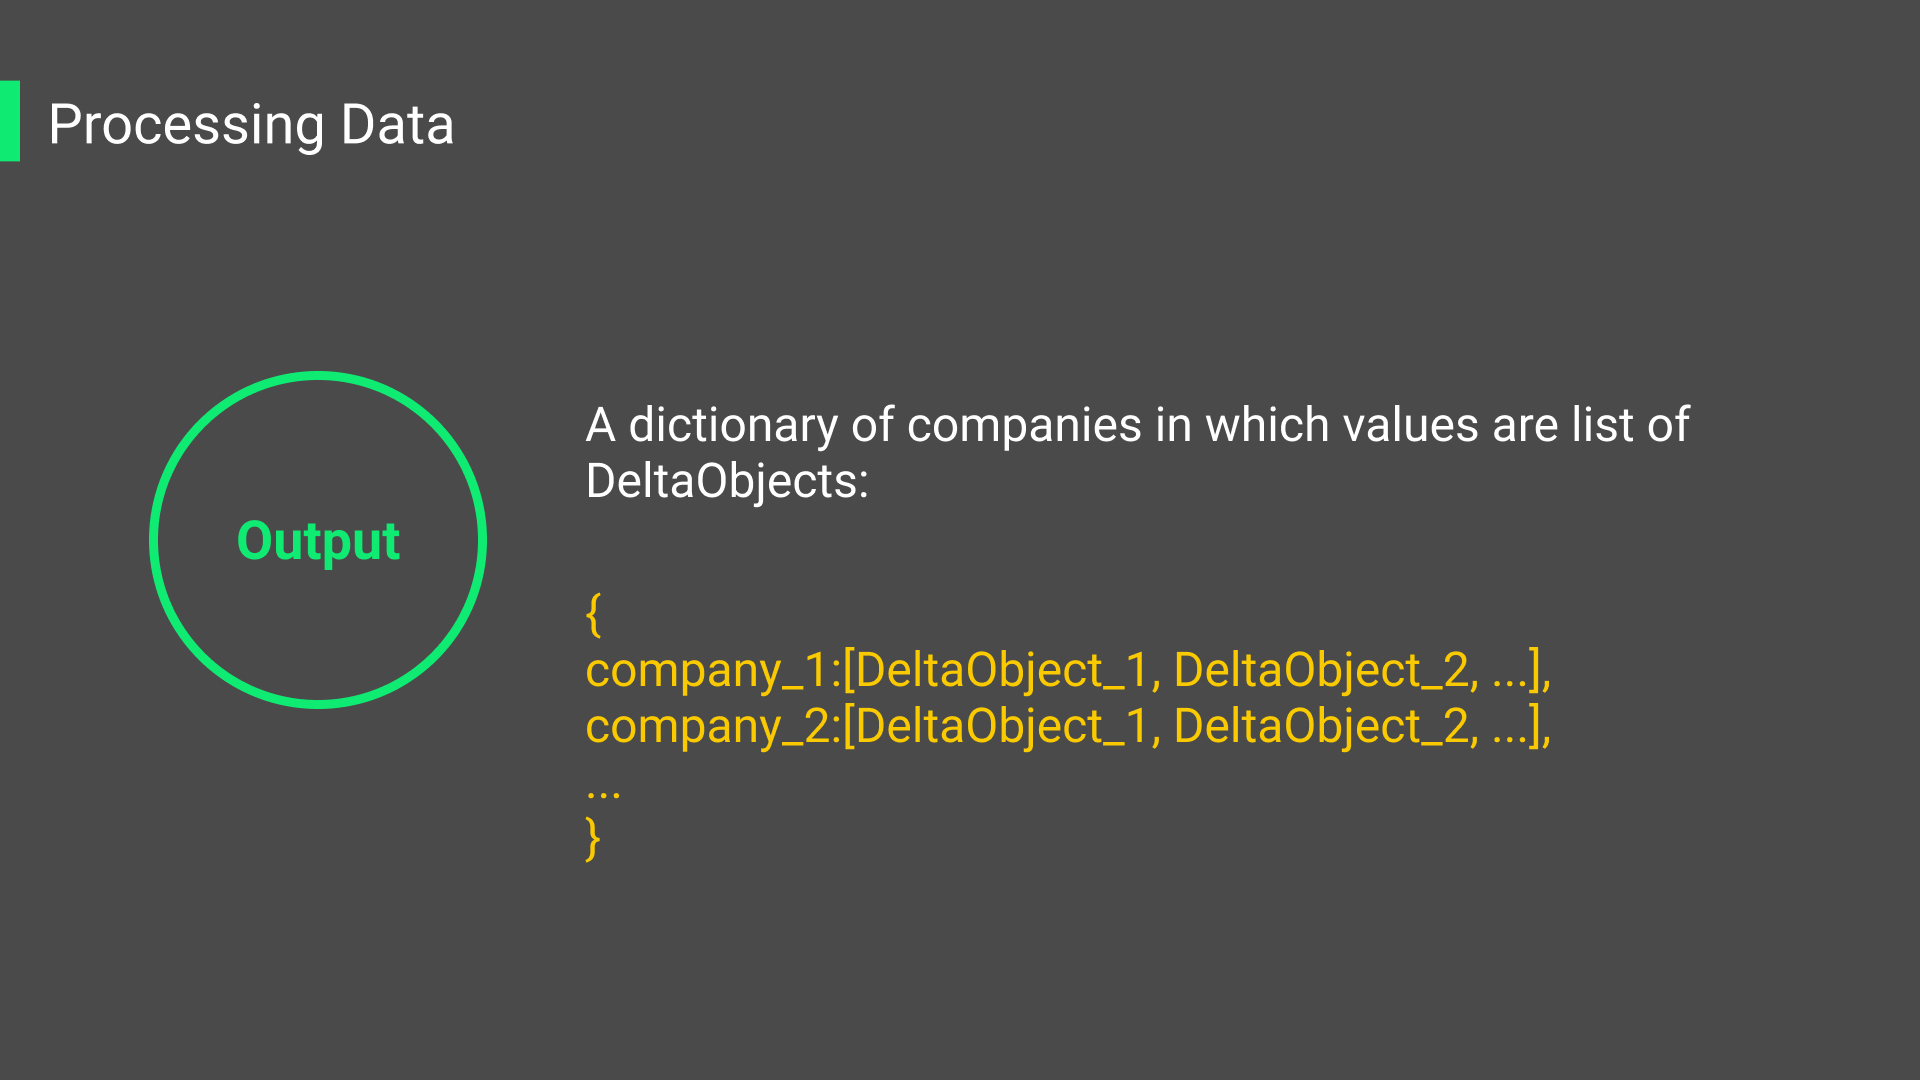 Processing Data
Output
A dictionary of companies in which values are list of
DeltaObjects:
{
company_1:[DeltaObject_1, DeltaObject_2, ...],
company_2:[DeltaObject_1, DeltaObject_2, ...],
...
}